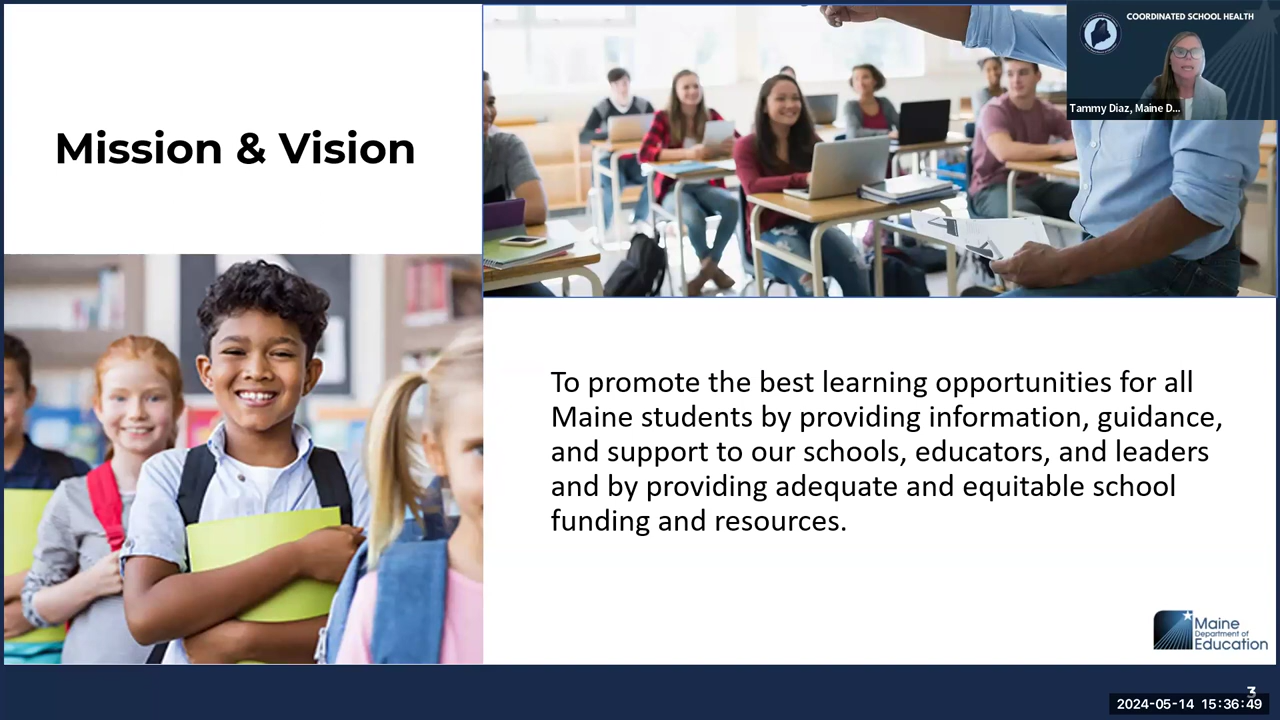 Mission & Vision
COORDINATED SCHOOL HEALTH
Tammy Diaz, Maine D...
To promote the best learning opportunities for all
Maine students by providing information, guidance,
and support to our schools, educators, and leaders
and by providing adequate and equitable school
funding and resources.
Maine
Department of
Education
3
2024-05-14 15:36:49